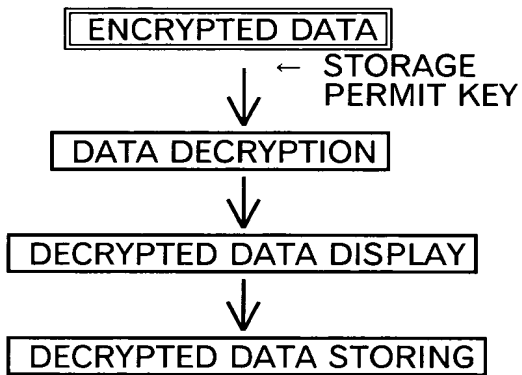 ENCRYPTED DATA
← STORAGE
PERMIT KEY
DATA DECRYPTION
DECRYPTED DATA DISPLAY
DECRYPTED DATA STORING